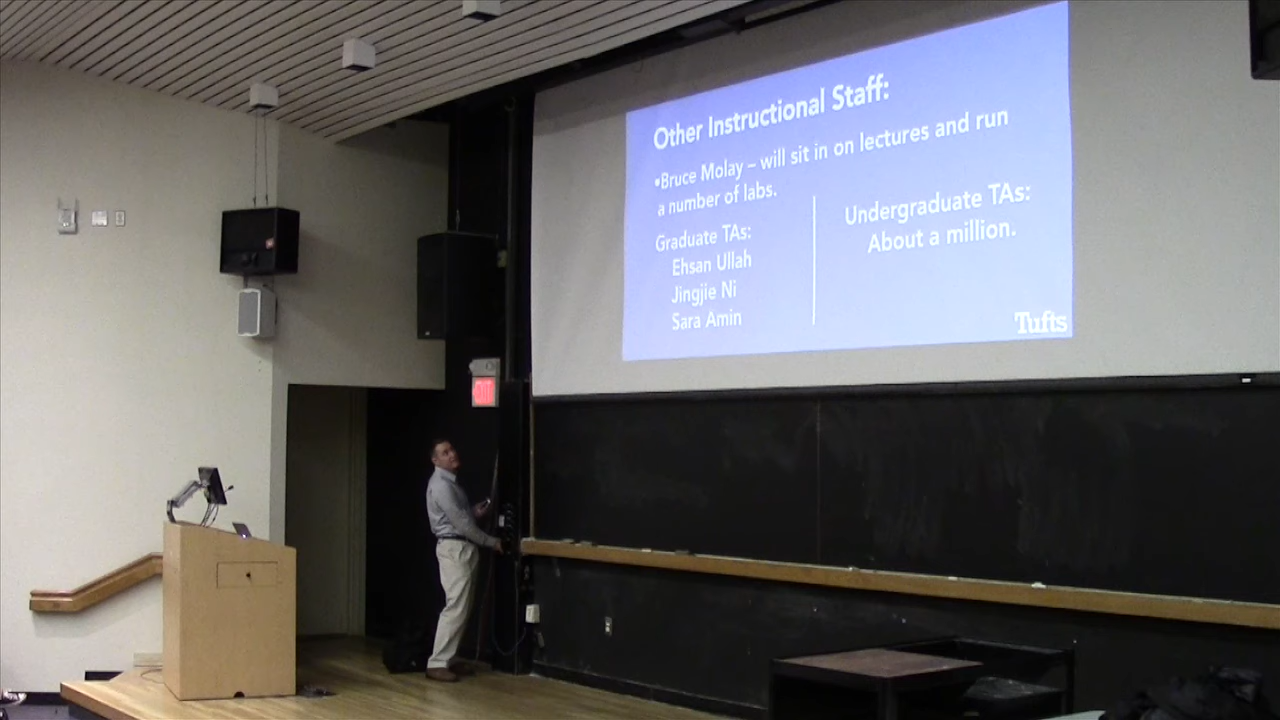 Other Instructional Staff:
•Bruce Molay – will sit in on lectures and run
a number of labs.
Graduate TAs:
Ehsan Ullah
Jingjie Ni
Sara Amin
Undergraduate TAs:
About a million.
Tufts
EXIT